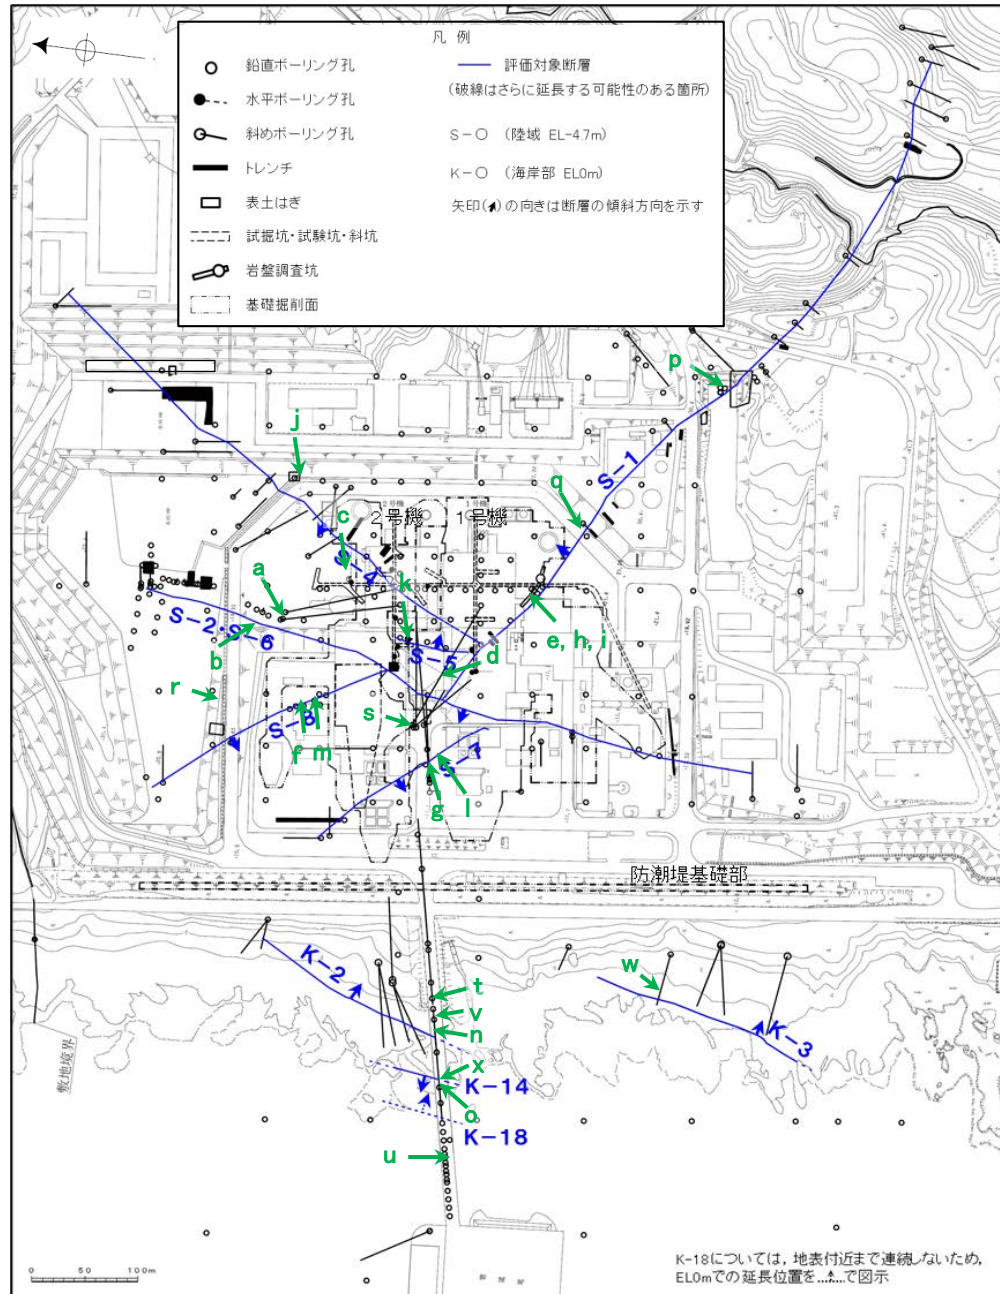 凡 例
鉛直ボーリング孔
水平ボーリング孔
斜めボーリング孔
トレンチ
表土はぎ
試掘坑・試験坑・斜坑
岩盤調査坑
基礎掘削面
評価対象断層
(破線はさらに延長する可能性のある箇所)
S-○ (陸域 EL-4.7m)
K-○ (海岸部 EL0m)
矢印( )の向きは断層の傾斜方向を示す
p
j
S-1
q
2号機
1号機
2号機
1号機
c
S-4
a
k
e, h, i
S-2・S-6
b
S-5
d
r
s
S-8
f
m
S-7
g
l
防潮堤基礎部
K-2
w
t
v
n
K-3
x
K-14
o
K-18
u
敷地境界
0 50 100m
K-18については，地表付近まで連続しないため，
EL0mでの延長位置を で図示